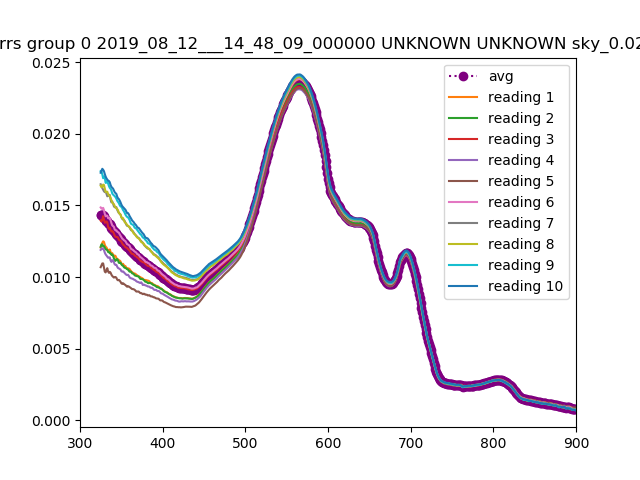 rrs group 0 2019_08_12___14_48_09_000000 UNKNOWN UNKNOWN sky_0.02
0.025
0.020
0.015
0.010
0.005
0.000
300
400
500
600
700
800
900
avg
reading 1
reading 2
reading 3
reading 4
reading 5
reading 6
reading 7
reading 8
reading 9
reading 10